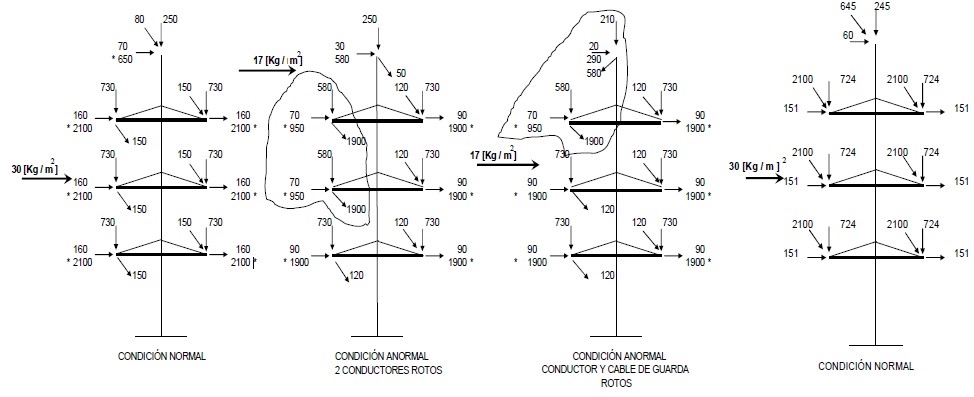 80 250
70
* 650
730 150 730
160 160
* 2100 2100 *
150
30 [Kg / m²]
730 150 730
160 160
* 2100 2100 *
150
730 150 730
160 160
* 2100 2100 *
150
CONDICIÓN NORMAL
250
30
580
17 [Kg / m²]
50
580 120 730
70 90
* 950 1900 *
1900
580 120 730
70 90
* 950 1900 *
1900
730 120 730
90 90
* 1900 1900 *
120
CONDICIÓN ANORMAL
2 CONDUCTORES ROTOS
210
20
290
580
580 120 730
70 90
* 950 1900 *
1900
17 [Kg / m²]
730 120 730
90 90
* 1900 1900 *
120
730 120 730
90 90
* 1900 1900 *
120
CONDICIÓN ANORMAL
CONDUCTOR Y CABLE DE GUARDA
ROTOS
645 245
60
2100 724 2100 724
151 151
30 [Kg / m] ²
2100 724 2100 724
151 151
2100 724 2100 724
151 151
CONDICIÓN NORMAL